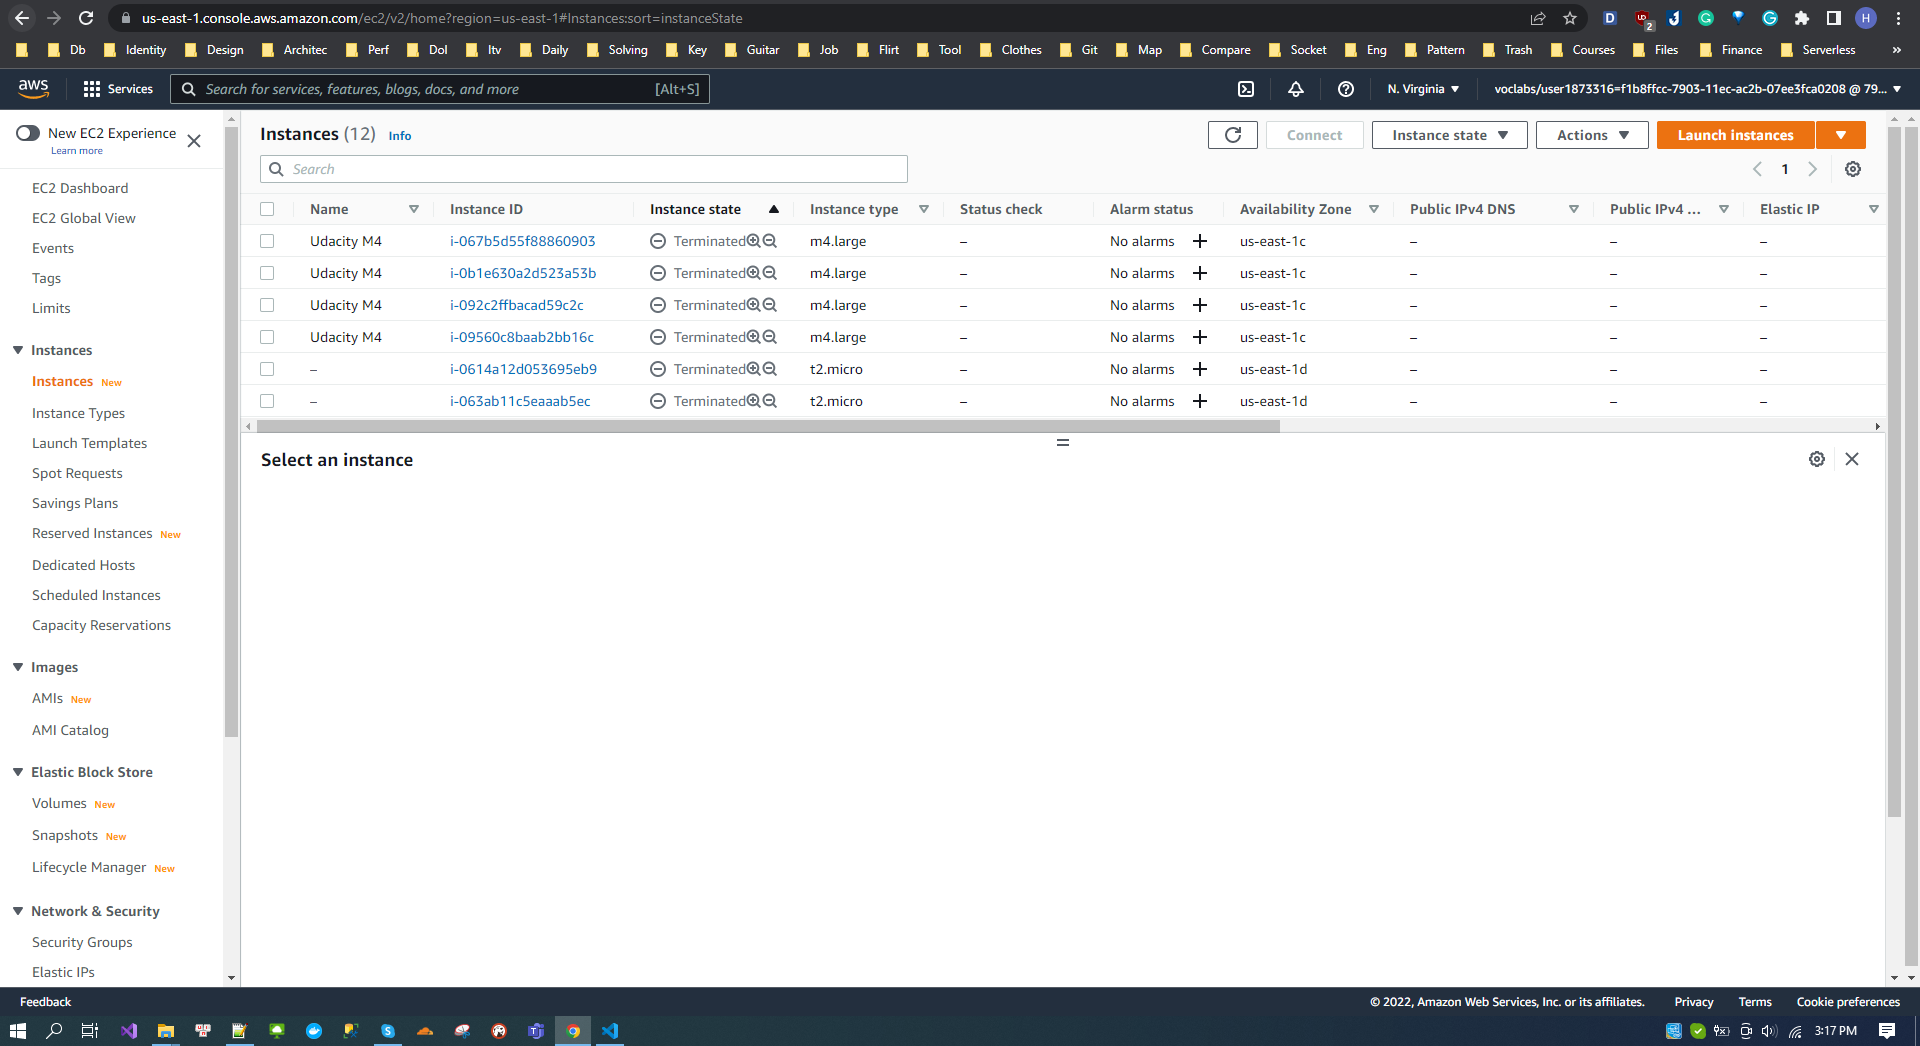 us-east-1.console.aws.amazon.com/ec2/v2/home?region=us-east-1#Instances:sort=instanceState
Db Identity Design Architec Perf Dol Itv Daily Solving Key Guitar Job Flirt Tool Clothes Git Map Compare Socket Eng Pattern Trash Courses Files Finance Serverless »
aws Services Search for services, features, blogs, docs, and more [Alt+S] N. Virginia ▼ voclabs/user1873316=f1b8ffcc-7903-11ec-ac2b-07ee3fca0208 @ 79... ▼
New EC2 Experience
Learn more
EC2 Dashboard
EC2 Global View
Events
Tags
Limits
Instances
Instances New
Instance Types
Launch Templates
Spot Requests
Savings Plans
Reserved Instances New
Dedicated Hosts
Scheduled Instances
Capacity Reservations
Images
AMIs New
AMI Catalog
Elastic Block Store
Volumes New
Snapshots New
Lifecycle Manager New
Network & Security
Security Groups
Elastic IPs
Instances (12) Info
Connect Instance state Actions Launch instances
Search 1
Name Instance ID Instance state Instance type Status check Alarm status Availability Zone Public IPv4 DNS Public IPv4 ... Elastic IP
Udacity M4 i-067b5d55f88860903 Terminated m4.large – No alarms + us-east-1c – – –
Udacity M4 i-0b1e630a2d523a53b Terminated m4.large – No alarms + us-east-1c – – –
Udacity M4 i-092c2ffbacad59c2c Terminated m4.large – No alarms + us-east-1c – – –
Udacity M4 i-09560c8baab2bb16c Terminated m4.large – No alarms + us-east-1c – – –
– i-0614a12d053695eb9 Terminated t2.micro – No alarms + us-east-1d – – –
– i-063ab11c5eaaab5ec Terminated t2.micro – No alarms + us-east-1d – – –
Select an instance
Feedback © 2022, Amazon Web Services, Inc. or its affiliates. Privacy Terms Cookie preferences
3:17 PM